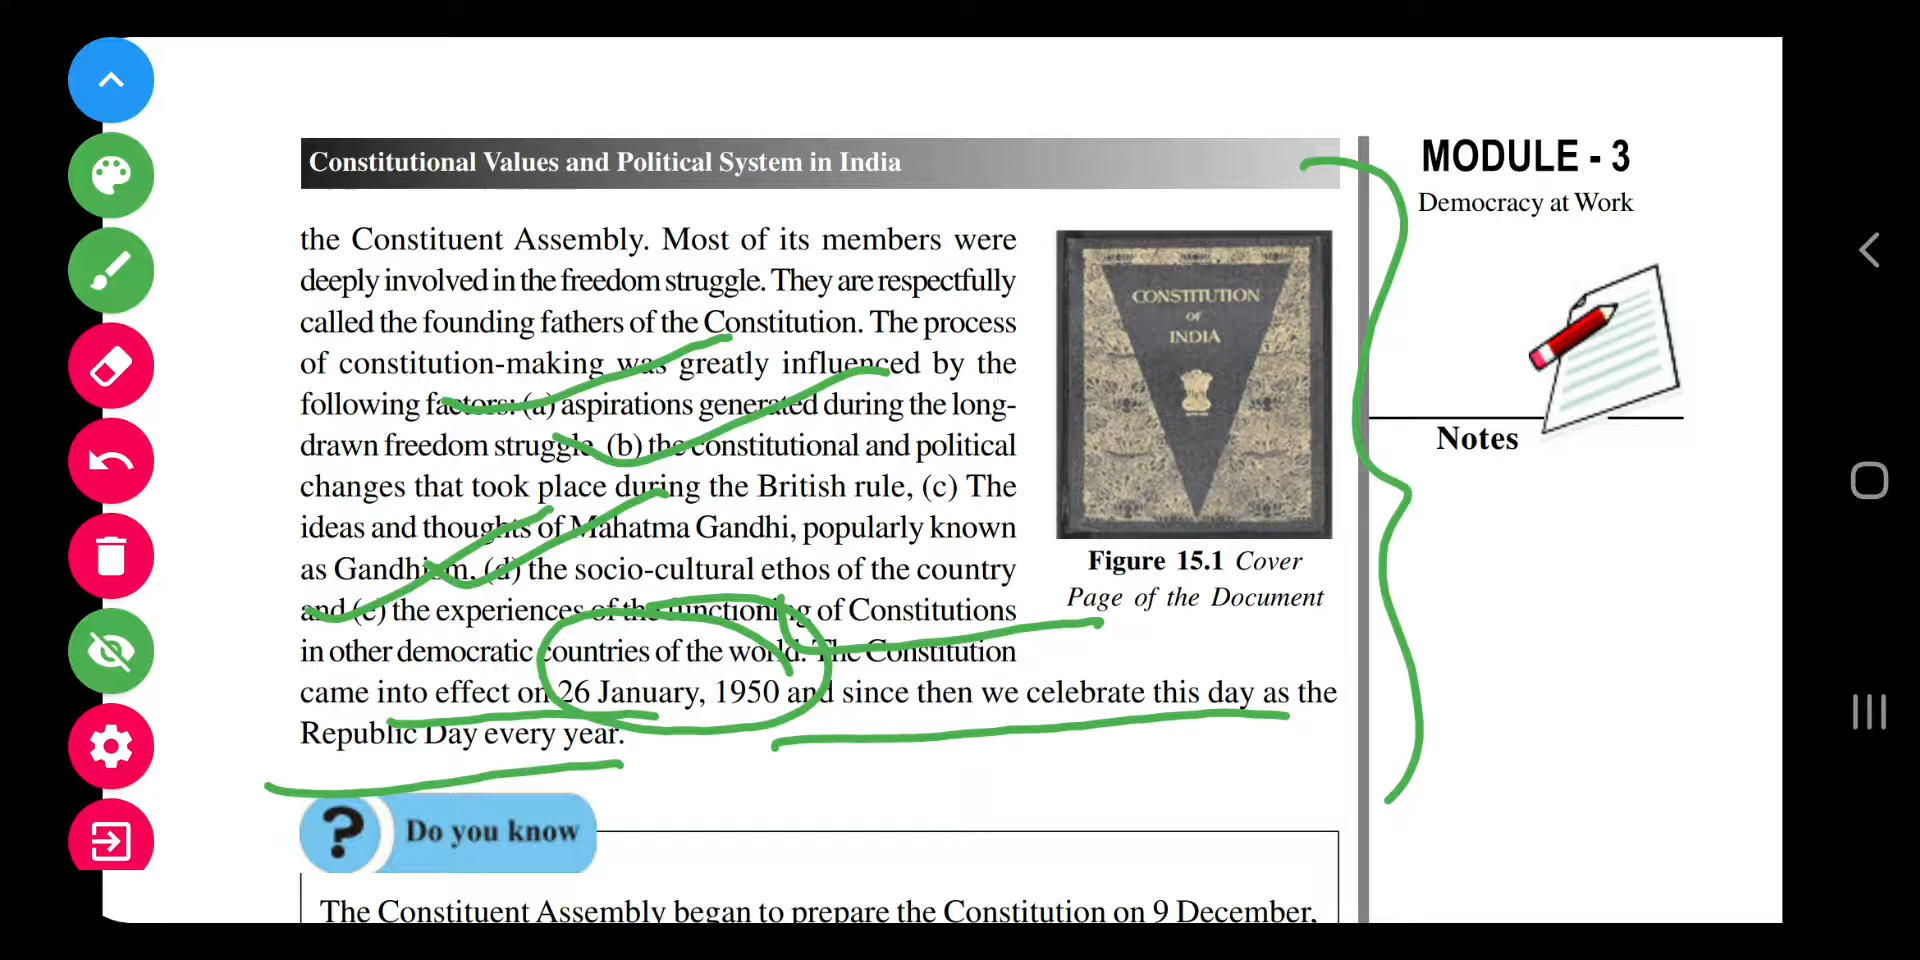 Constitutional Values and Political System in India
MODULE - 3
Democracy at Work
the Constituent Assembly. Most of its members were
deeply involved in the freedom struggle. They are respectfully
called the founding fathers of the Constitution. The process
of constitution-making was greatly influenced by the
following factors: (a) aspirations generated during the long-
drawn freedom struggle, (b) the constitutional and political
changes that took place during the British rule, (c) The
ideas and thoughts of Mahatma Gandhi, popularly known
as Gandhism, (d) the socio-cultural ethos of the country
and (e) the experiences of the functioning of Constitutions
in other democratic countries of the world. The Constitution
came into effect on 26 January, 1950 and since then we celebrate this day as the
Republic Day every year.
CONSTITUTION
OF
INDIA
Figure 15.1 Cover
Page of the Document
Notes
? Do you know
The Constituent Assembly began to prepare the Constitution on 9 December,